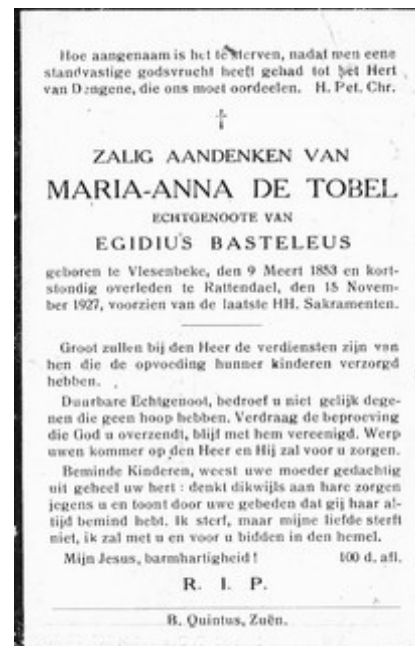 Hoe aangenaam is het te sterven, nadat men eene
standvastige godsvrucht heeft gehad tot het Hert
van Dengene, die ons moet oordeelen. H. Pet. Chr.
ZALIG AANDENKEN VAN
MARIA-ANNA DE TOBEL
ECHTGENOOTE VAN
EGIDIUS BASTELEUS
geboren te Vlesenbeke, den 9 Meert 1853 en kort-
stondig overleden te Rattendael, den 15 Novem-
ber 1927, voorzien van de laatste HH. Sakramenten.
Groot zullen bij den Heer de verdiensten zijn van
hen die de opvoeding hunner kinderen verzorgd
hebben.
Duurbare Echtgenoot, bedroef u niet gelijk dege-
nen die geen hoop hebben. Verdraag de beproeving
die God u overzendt, blijf met hem vereenigd. Werp
uwen kommer op den Heer en Hij zal voor u zorgen.
Beminde Kinderen, weest uwe moeder gedachtig
uit geheel uw hert : denkt dikwijls aan hare zorgen
jegens u en toont door uwe gebeden dat gij haar al-
tijd bemind hebt. Ik sterf, maar mijne liefde sterft
niet, ik zal met u en voor u bidden in den hemel.
Mijn Jesus, barmhartigheid ! 100 d. afl.
R. I. P.
B. Quintus, Zuën.